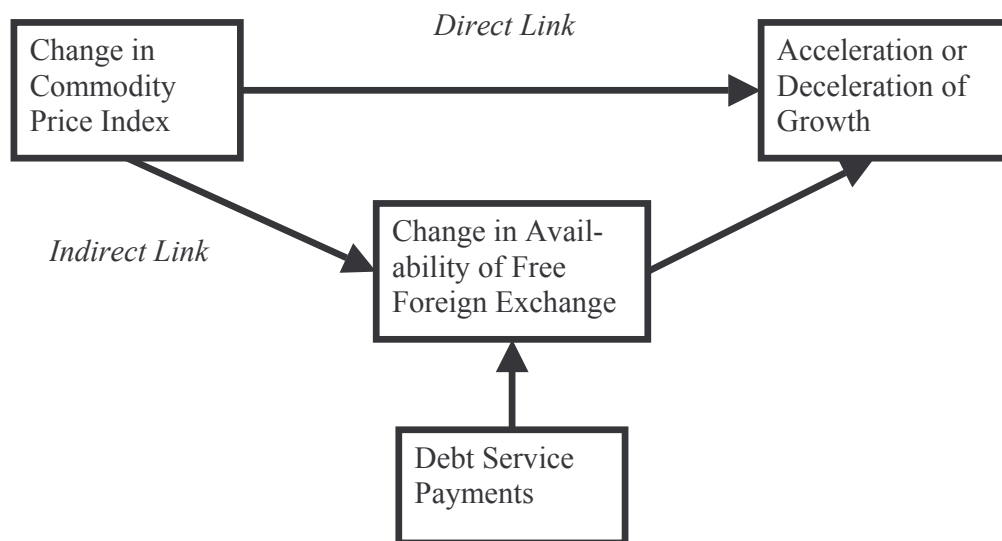 Direct Link
Change in
Commodity
Price Index
Acceleration or
Deceleration of
Growth
Indirect Link
Change in Avail-
ability of Free
Foreign Exchange
Debt Service
Payments